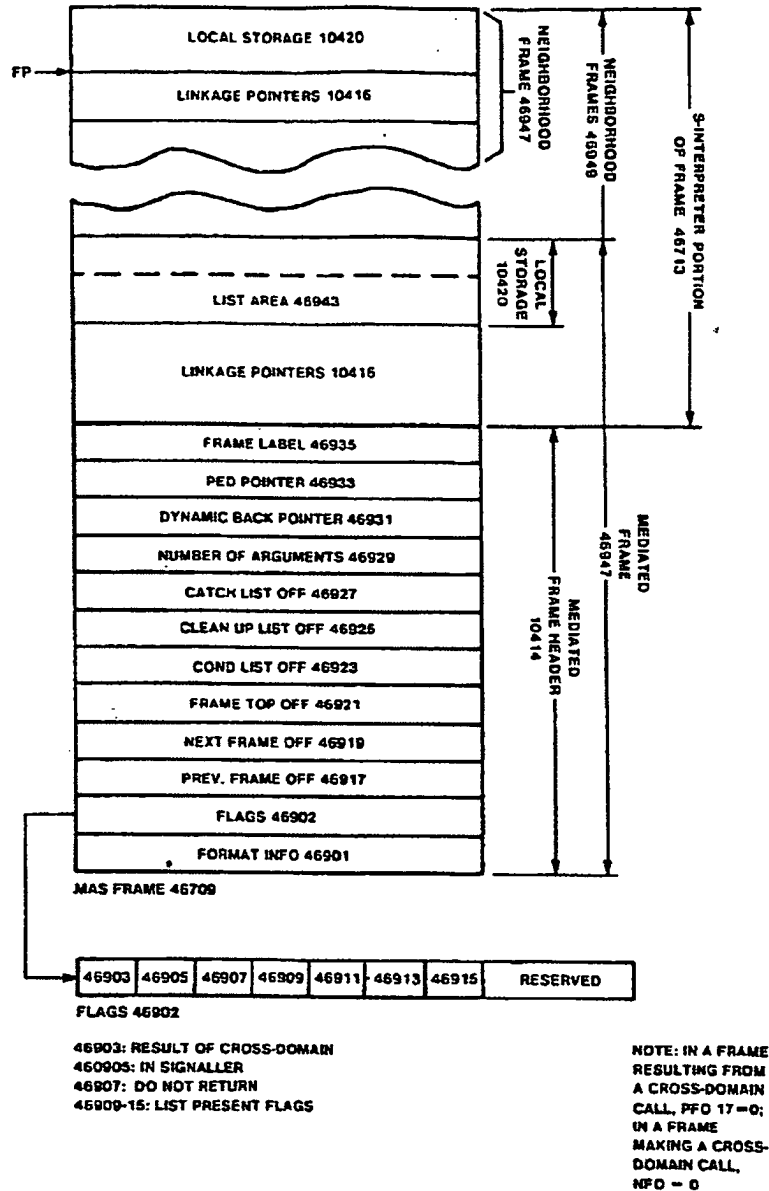 LOCAL STORAGE 10420
FP
LINKAGE POINTERS 10416
NEIGHBORHOOD
FRAME 46947
NEIGHBORHOOD
FRAMES 46949
S-INTERPRETER PORTION
OF FRAME 46713
LIST AREA 46943
LOCAL
STORAGE
10420
LINKAGE POINTERS 10416
FRAME LABEL 46935
PED POINTER 46933
DYNAMIC BACK POINTER 46931
NUMBER OF ARGUMENTS 46929
CATCH LIST OFF 46927
CLEAN UP LIST OFF 46925
COND LIST OFF 46923
FRAME TOP OFF 46921
NEXT FRAME OFF 46919
PREV. FRAME OFF 46917
FLAGS 46902
FORMAT INFO 46901
MEDIATED
FRAME HEADER
10414
MEDIATED
FRAME
46947
MAS FRAME 46709
46903 46905 46907 46909 46911 46913 46915 RESERVED
FLAGS 46902
46903: RESULT OF CROSS-DOMAIN
460905: IN SIGNALLER
46907: DO NOT RETURN
46909-15: LIST PRESENT FLAGS
NOTE: IN A FRAME
RESULTING FROM
A CROSS-DOMAIN
CALL, PFO 17=0;
IN A FRAME
MAKING A CROSS-
DOMAIN CALL,
NFO = 0